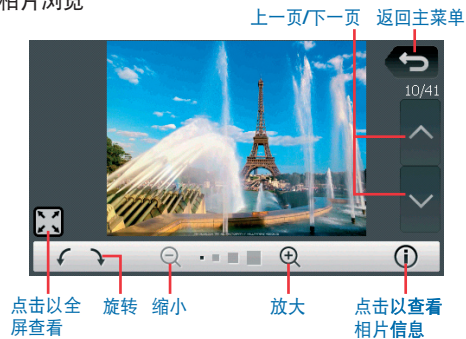 相片浏览
上一页/下一页 返回主菜单
10/41
点击以全
屏查看
旋转 缩小
放大
点击以查看
相片信息